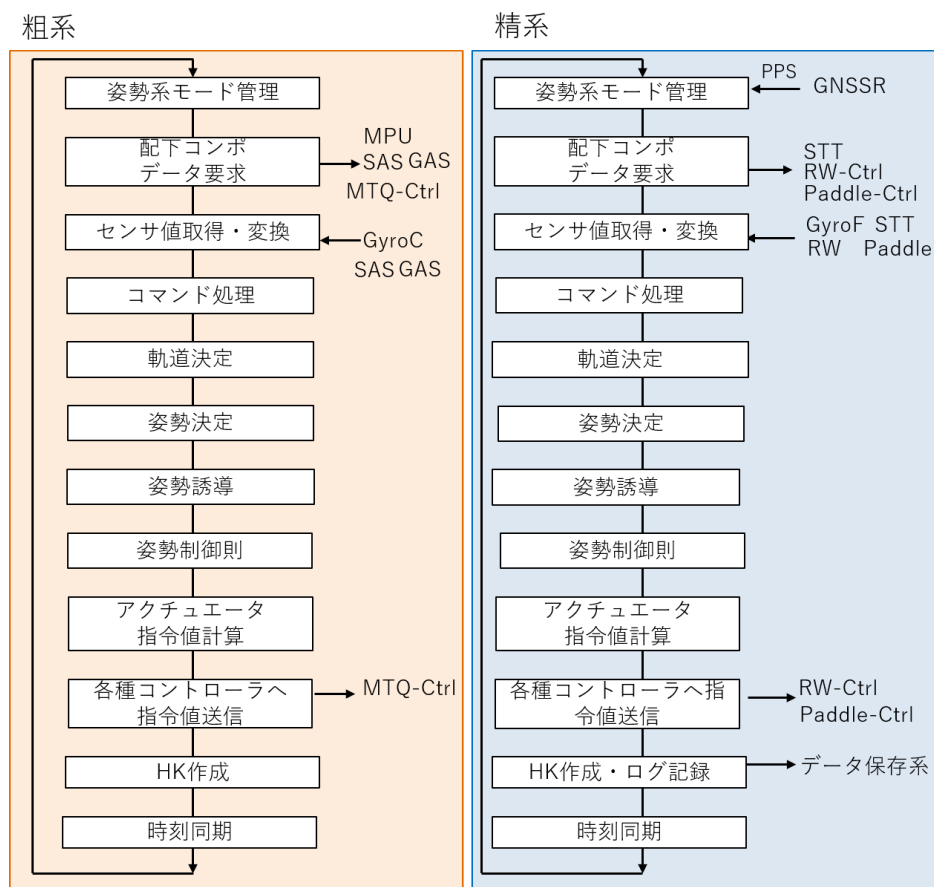 粗系
姿勢系モード管理
配下コンポ
データ要求
MPU
SAS GAS
MTQ-Ctrl
センサ値取得・変換
GyroC
SAS GAS
コマンド処理
軌道決定
姿勢決定
姿勢誘導
姿勢制御則
アクチュエータ
指令値計算
各種コントローラへ
指令値送信
MTQ-Ctrl
HK作成
時刻同期
精系
姿勢系モード管理
PPS
GNSSR
配下コンポ
データ要求
STT
RW-Ctrl
Paddle-Ctrl
センサ値取得・変換
GyroF STT
RW Paddle
コマンド処理
軌道決定
姿勢決定
姿勢誘導
姿勢制御則
アクチュエータ
指令値計算
各種コントローラへ指
令値送信
RW-Ctrl
Paddle-Ctrl
HK作成・ログ記録
データ保存系
時刻同期